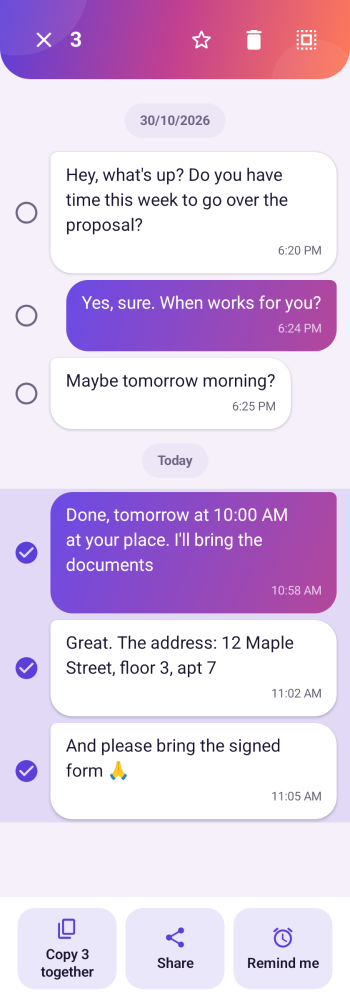 3
30/10/2026
Hey, what's up? Do you have
time this week to go over the
proposal?
6:20 PM
Yes, sure. When works for you?
6:24 PM
Maybe tomorrow morning?
6:25 PM
Today
Done, tomorrow at 10:00 AM
at your place. I'll bring the
documents
10:58 AM
Great. The address: 12 Maple
Street, floor 3, apt 7
11:02 AM
And please bring the signed
form 🙏
11:05 AM
Copy 3
together
Share
Remind me